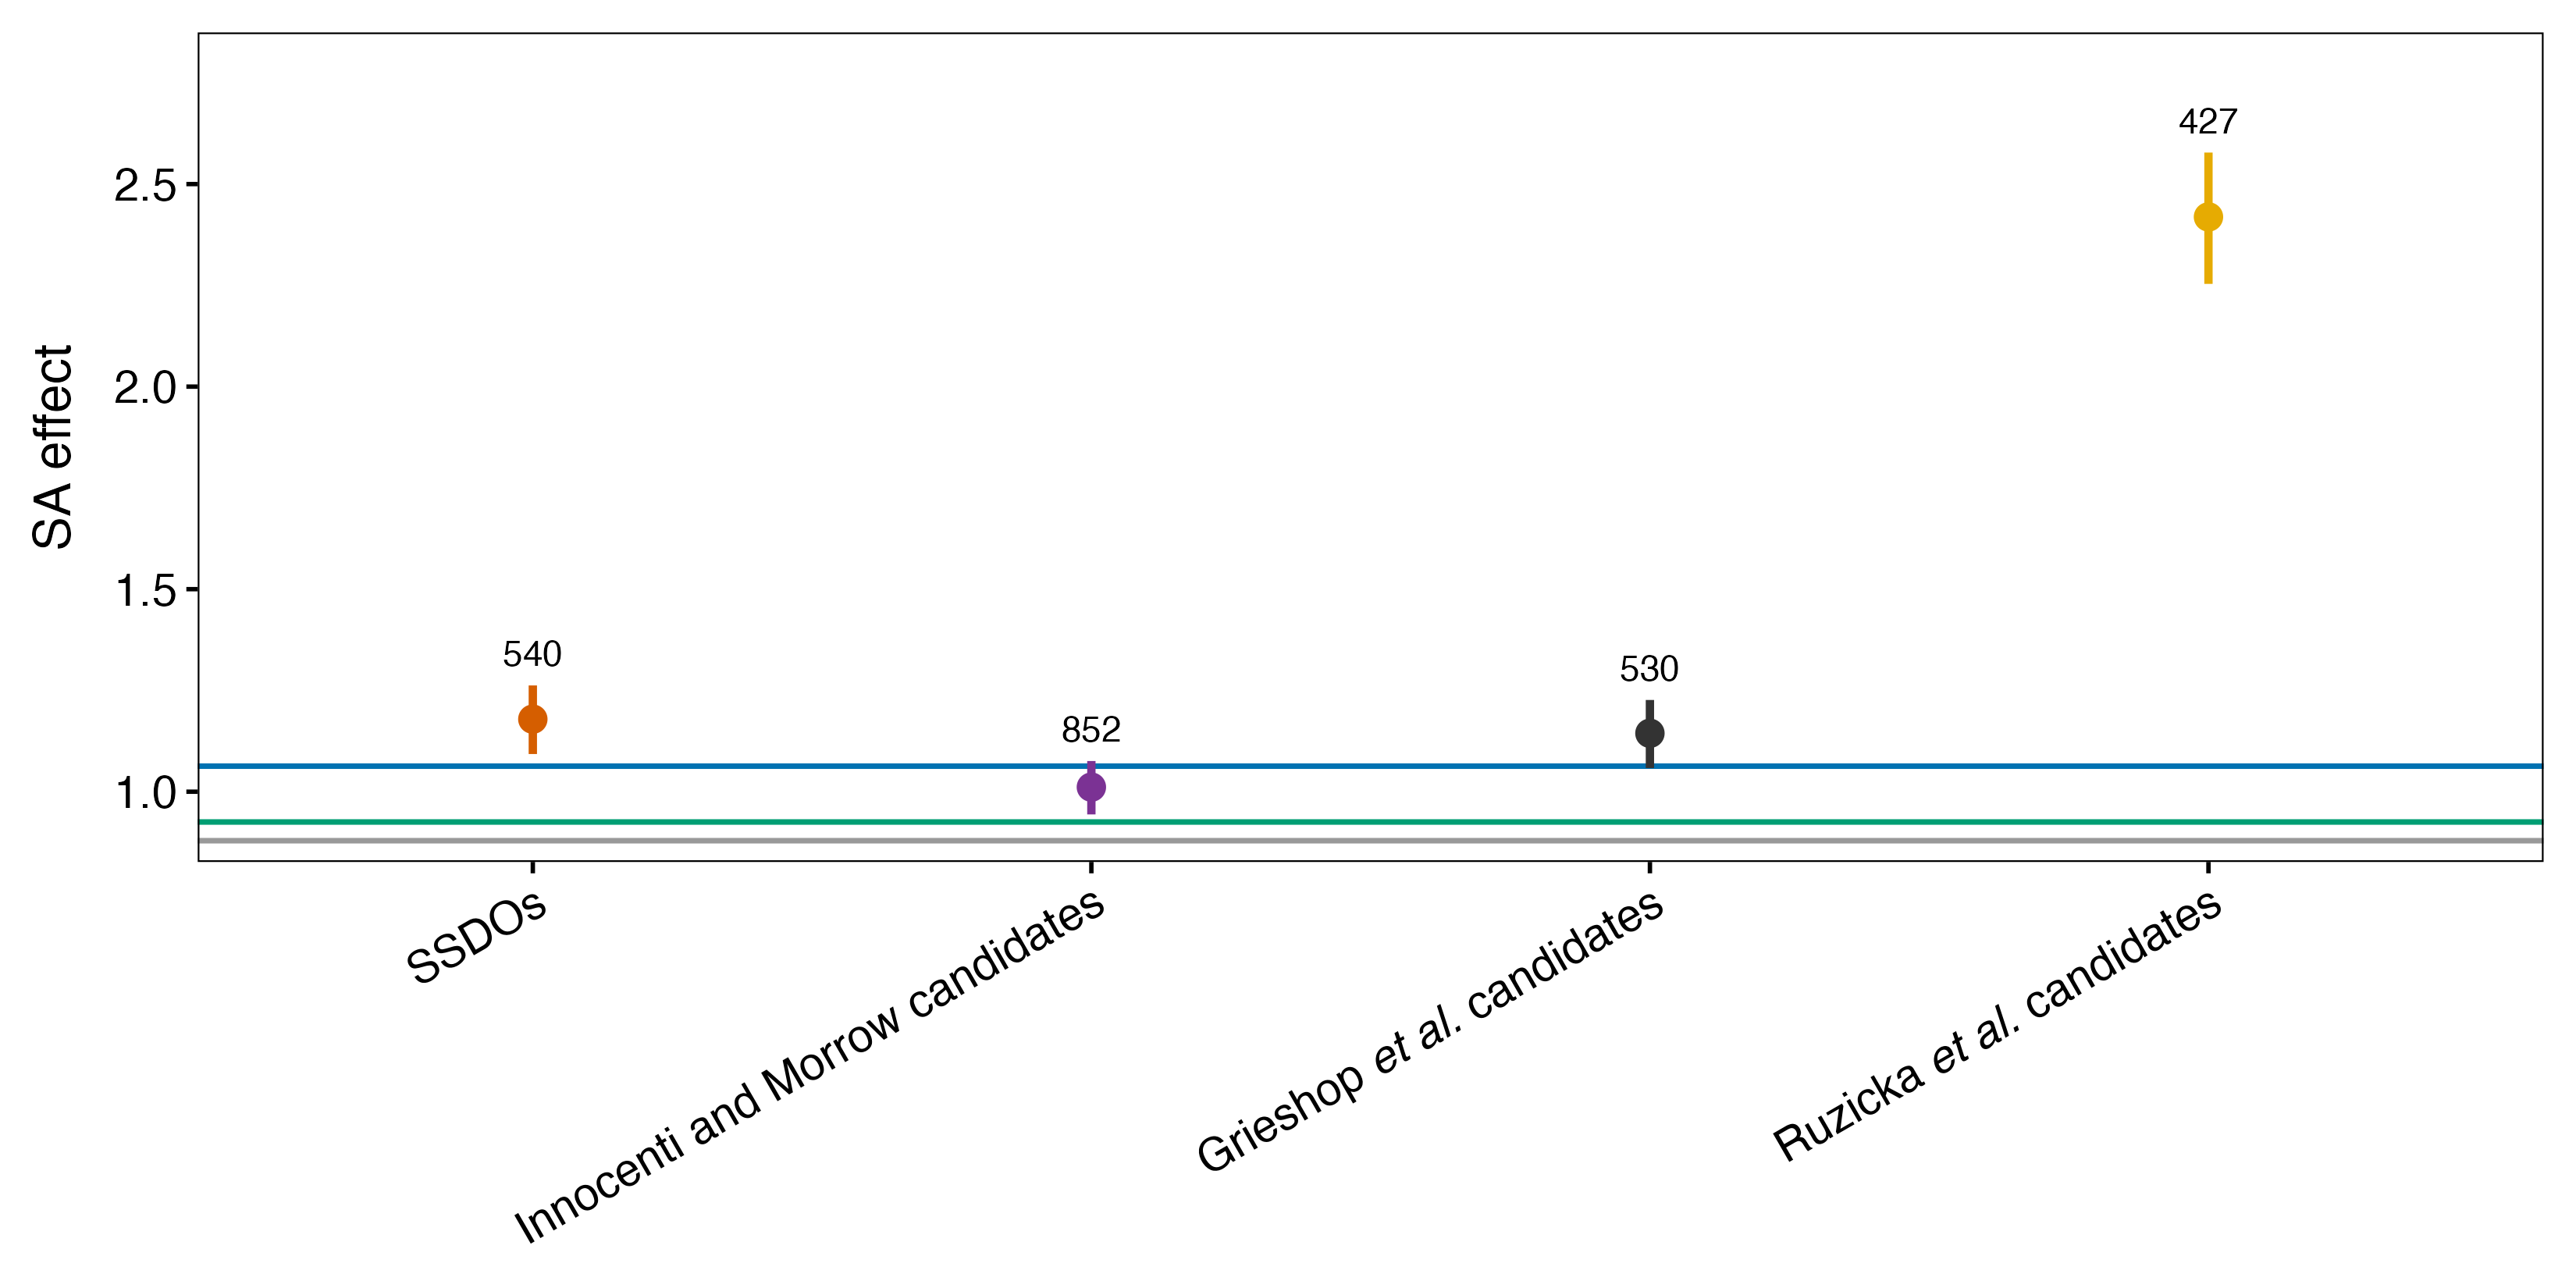 SA effect
2.5
2.0
1.5
1.0
540
852
530
427
SSDOs
Innocenti and Morrow candidates
Grieshop et al. candidates
Ruzicka et al. candidates